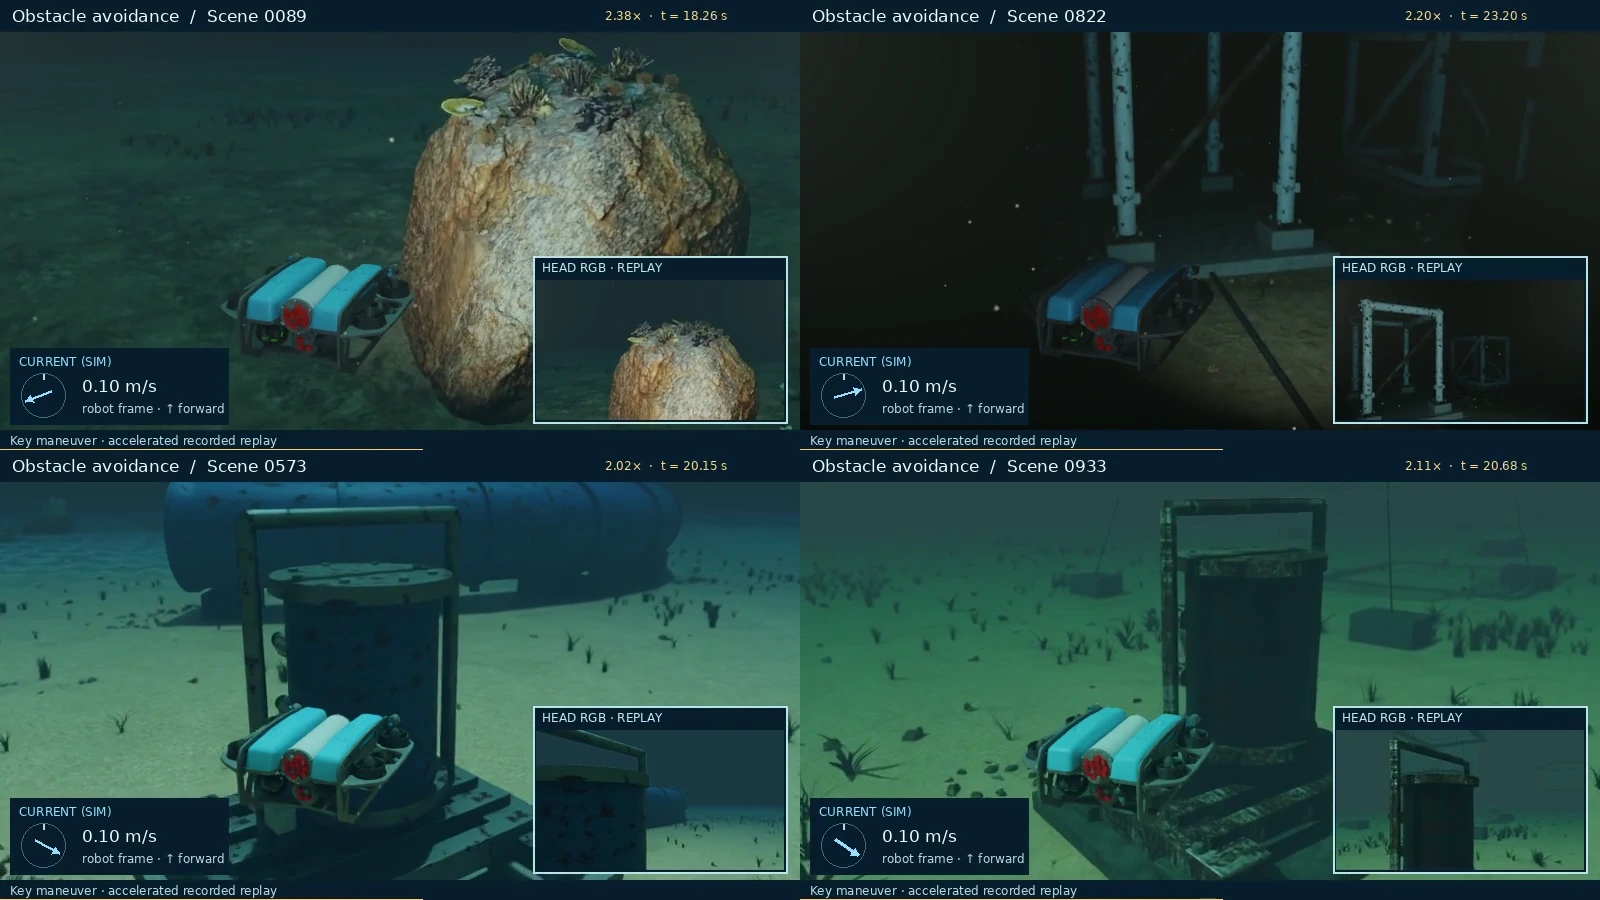 Obstacle avoidance / Scene 0089
2.38× · t = 18.26 s
HEAD RGB · REPLAY
CURRENT (SIM)
0.10 m/s
robot frame · ↑ forward
Key maneuver · accelerated recorded replay
Obstacle avoidance / Scene 0822
2.20× · t = 23.20 s
HEAD RGB · REPLAY
CURRENT (SIM)
0.10 m/s
robot frame · ↑ forward
Key maneuver · accelerated recorded replay
Obstacle avoidance / Scene 0573
2.02× · t = 20.15 s
HEAD RGB · REPLAY
CURRENT (SIM)
0.10 m/s
robot frame · ↑ forward
Key maneuver · accelerated recorded replay
Obstacle avoidance / Scene 0933
2.11× · t = 20.68 s
HEAD RGB · REPLAY
CURRENT (SIM)
0.10 m/s
robot frame · ↑ forward
Key maneuver · accelerated recorded replay